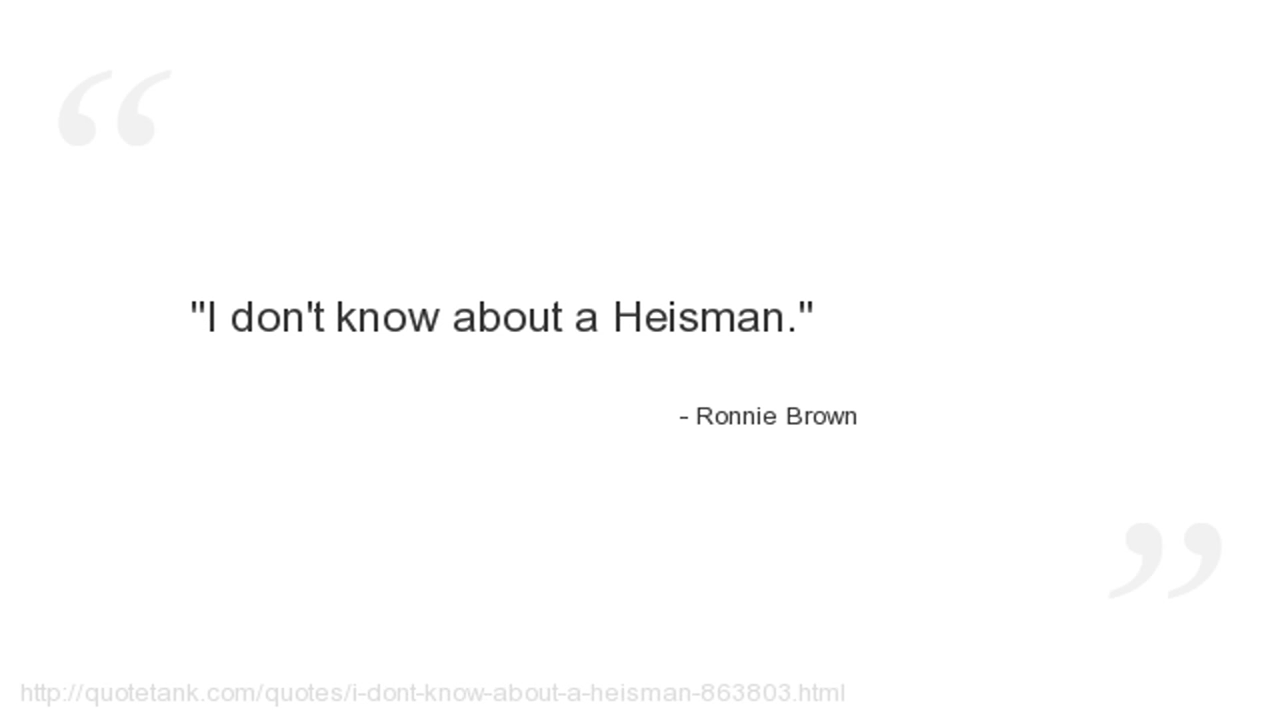 "I don't know about a Heisman."
- Ronnie Brown
http://quotetank.com/quotes/i-dont-know-about-a-heisman-863803.html